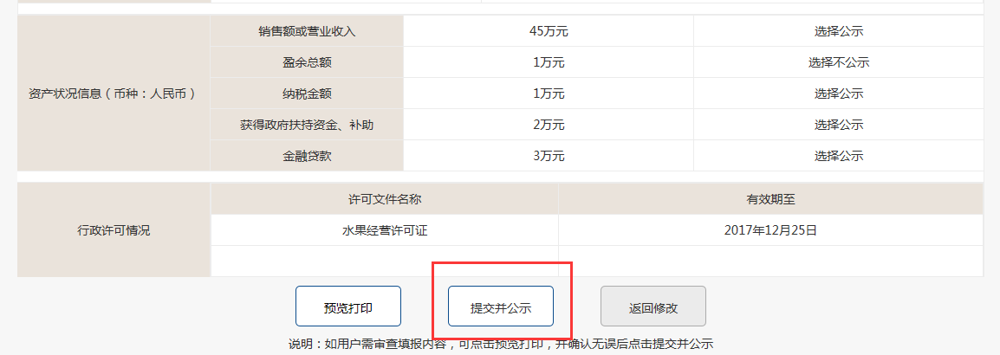 销售额或营业收入 45万元 选择公示
盈余总额 1万元 选择不公示
资产状况信息（币种：人民币） 纳税金额 1万元 选择公示
获得政府扶持资金、补助 2万元 选择公示
金融贷款 3万元 选择公示
许可文件名称 有效期至
行政许可情况 水果经营许可证 2017年12月25日
预览打印 提交并公示 返回修改
说明：如用户需审查填报内容，可点击预览打印，并确认无误后点击提交并公示